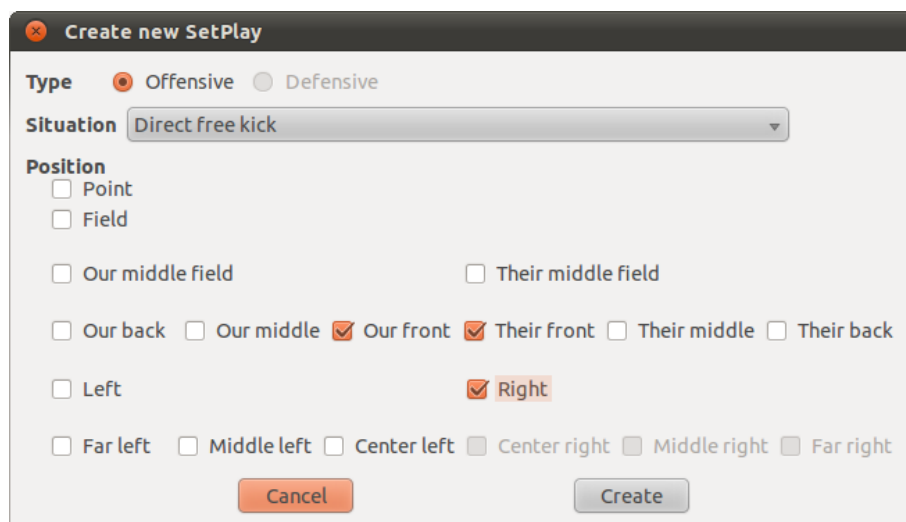 Create new SetPlay
Type Offensive Defensive
Situation Direct free kick
Position
Point
Field
Our middle field Their middle field
Our back Our middle Our front Their front Their middle Their back
Left Right
Far left Middle left Center left Center right Middle right Far right
Cancel Create